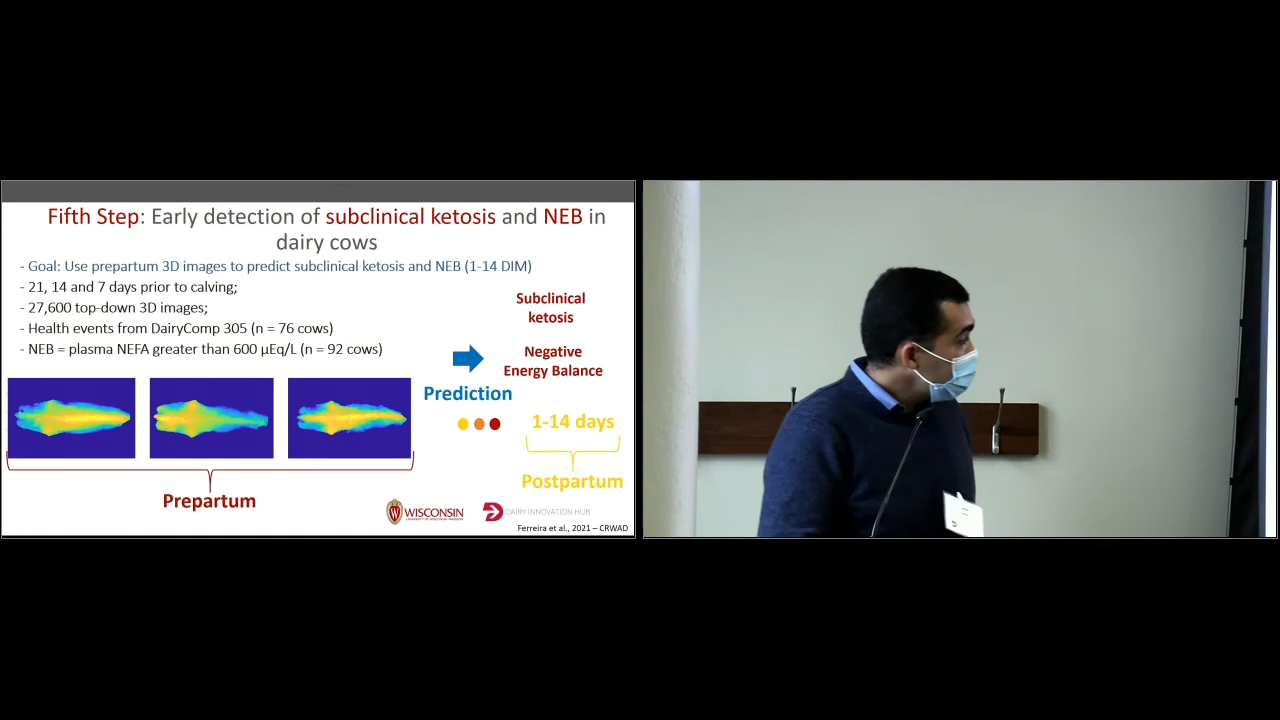 Fifth Step: Early detection of subclinical ketosis and NEB in
dairy cows
- Goal: Use prepartum 3D images to predict subclinical ketosis and NEB (1-14 DIM)
- 21, 14 and 7 days prior to calving;
- 27,600 top-down 3D images;
- Health events from DairyComp 305 (n = 76 cows)
- NEB = plasma NEFA greater than 600 µEq/L (n = 92 cows)
Subclinical
ketosis
Negative
Energy Balance
Prediction
1-14 days
Postpartum
Prepartum
WISCONSIN
UNIVERSITY OF WISCONSIN-MADISON
DAIRY INNOVATION HUB
Ferreira et al., 2021 – CRWAD